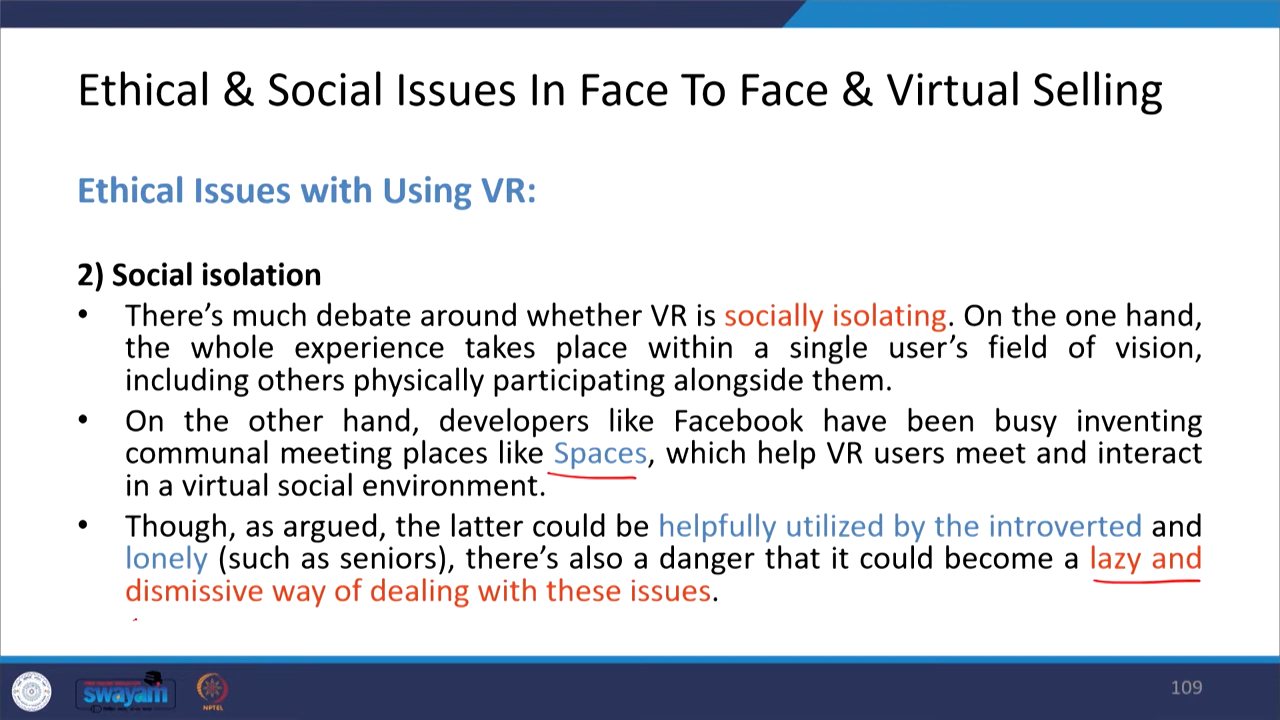 Ethical & Social Issues In Face To Face & Virtual Selling
Ethical Issues with Using VR:
2) Social isolation
• There’s much debate around whether VR is socially isolating. On the one hand,
the whole experience takes place within a single user’s field of vision,
including others physically participating alongside them.
• On the other hand, developers like Facebook have been busy inventing
communal meeting places like Spaces, which help VR users meet and interact
in a virtual social environment.
• Though, as argued, the latter could be helpfully utilized by the introverted and
lonely (such as seniors), there’s also a danger that it could become a lazy and
dismissive way of dealing with these issues.
swayam
NPTEL
109